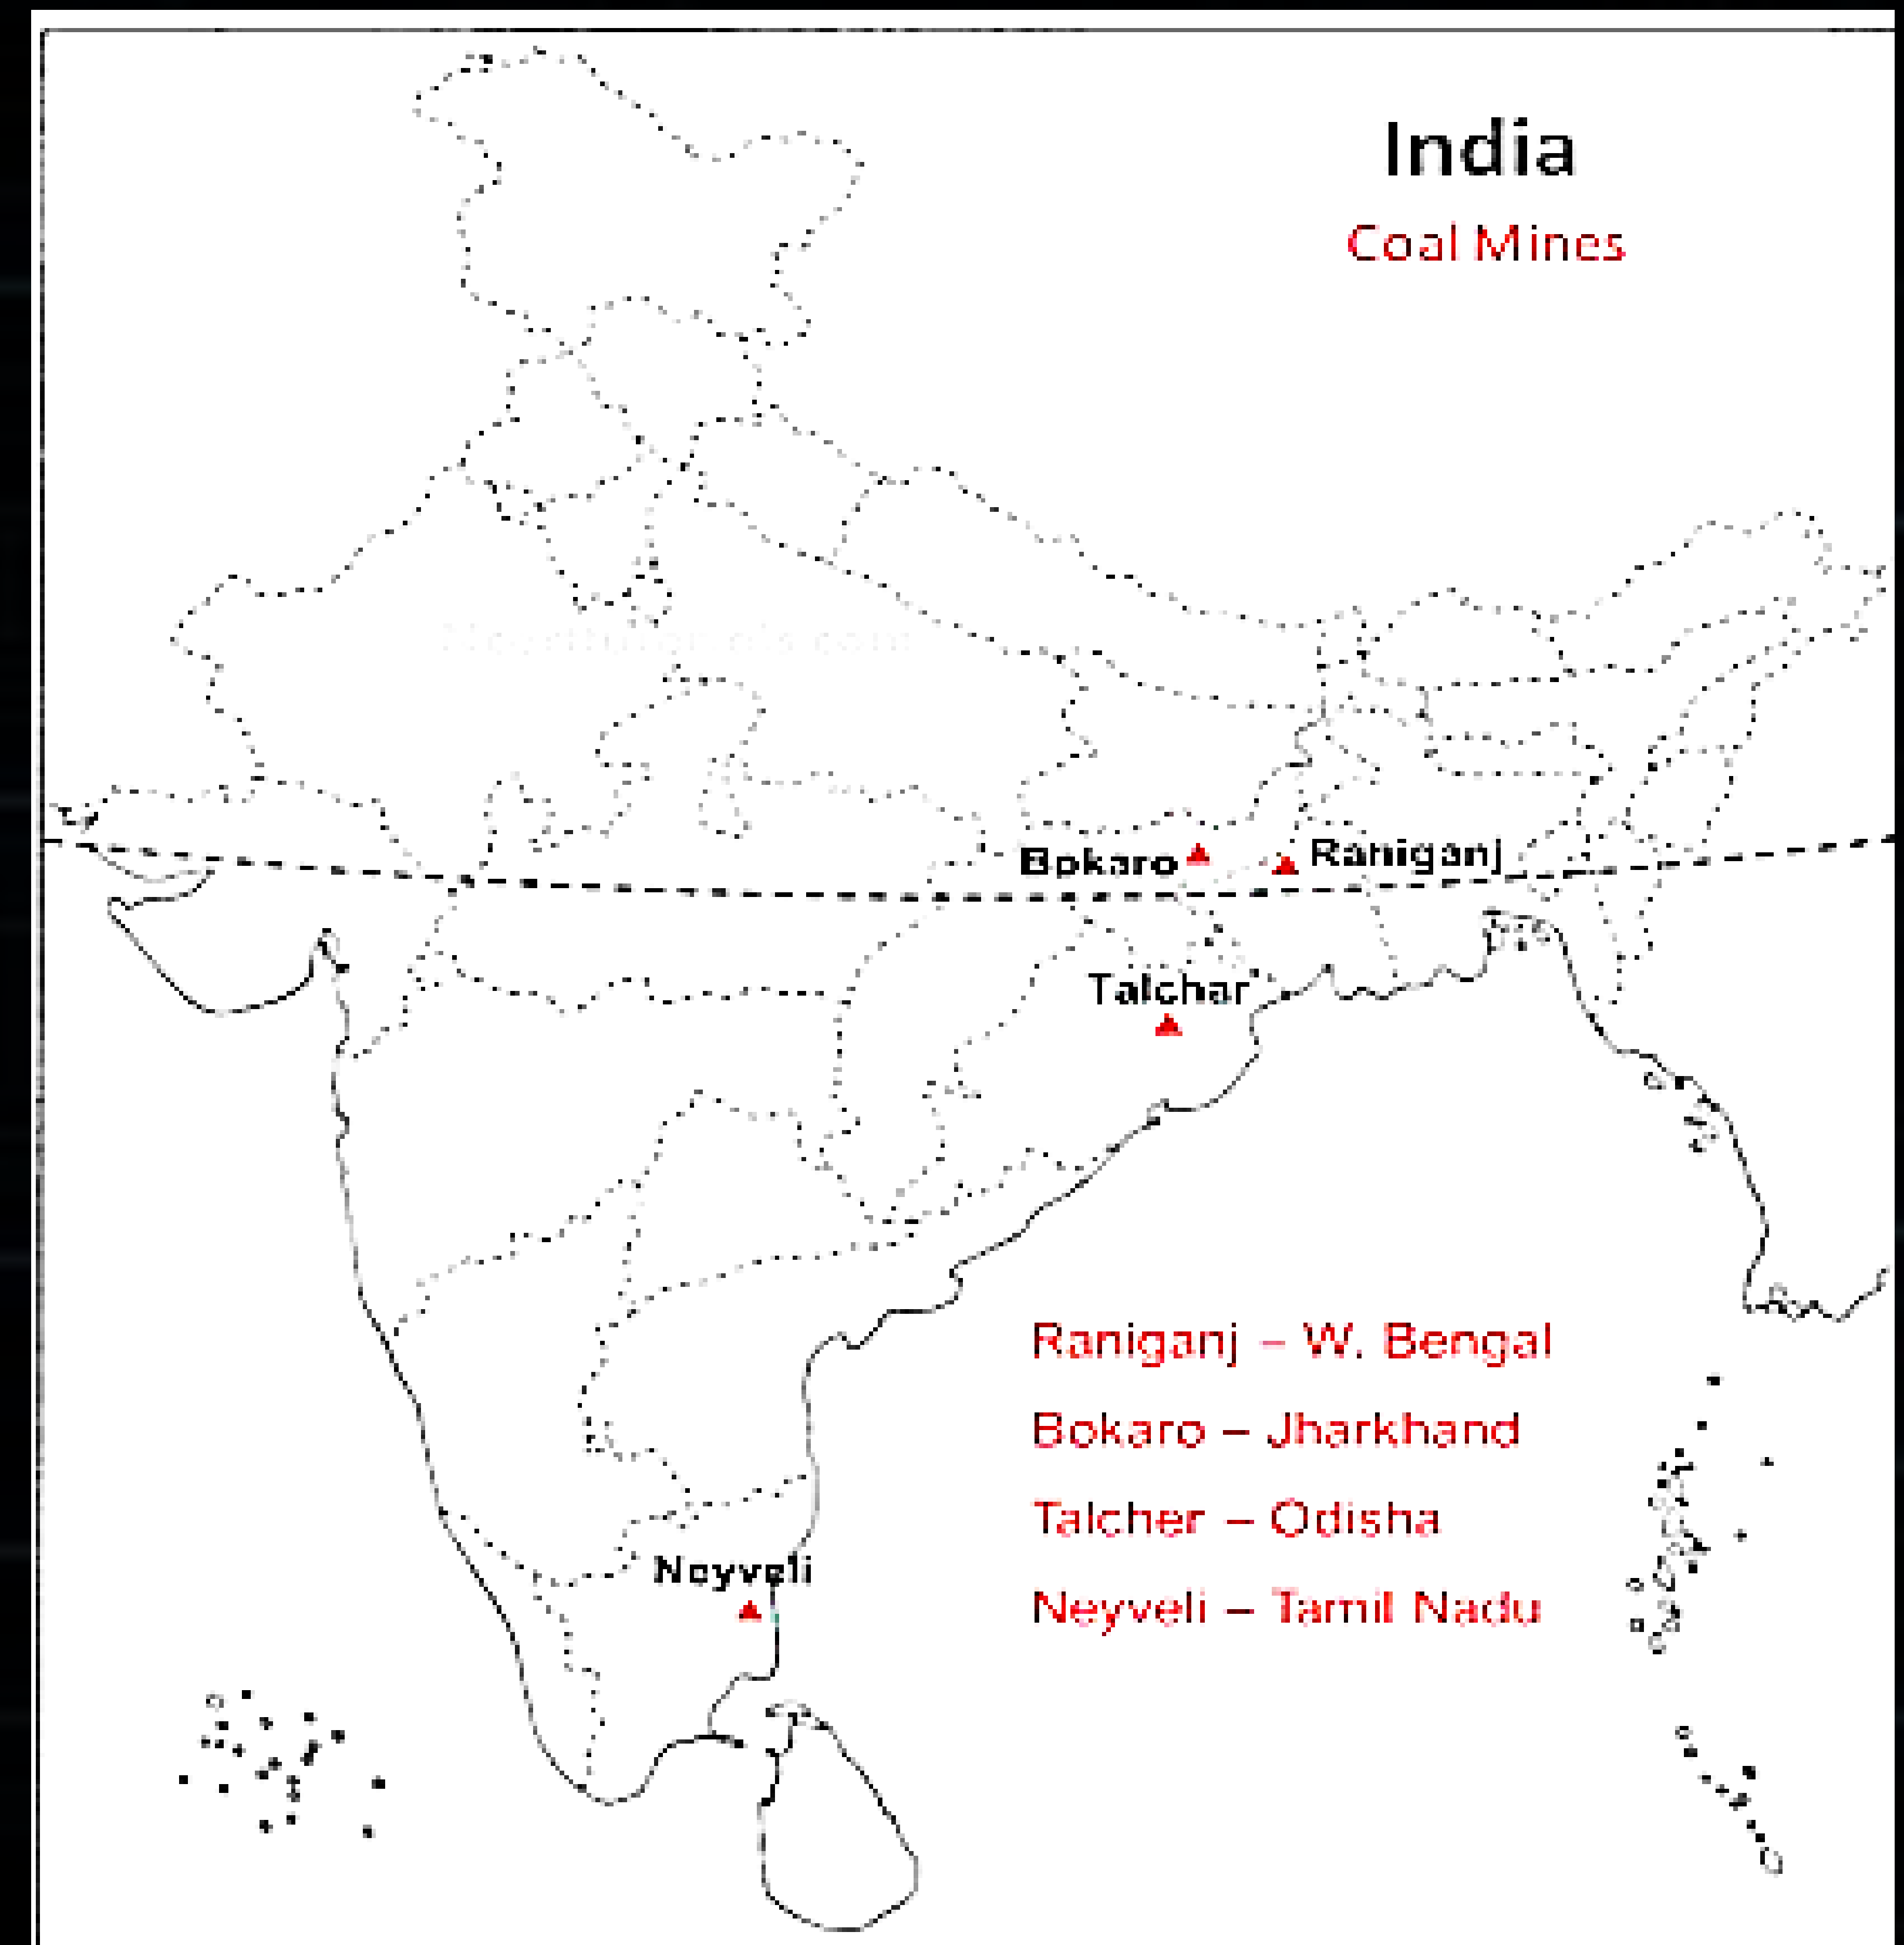 India
Coal Mines
Bokaro
Raniganj
Talchar
Raniganj – W. Bengal
Bokaro – Jharkhand
Talcher – Odisha
Neyveli
Neyveli – Tamil Nadu